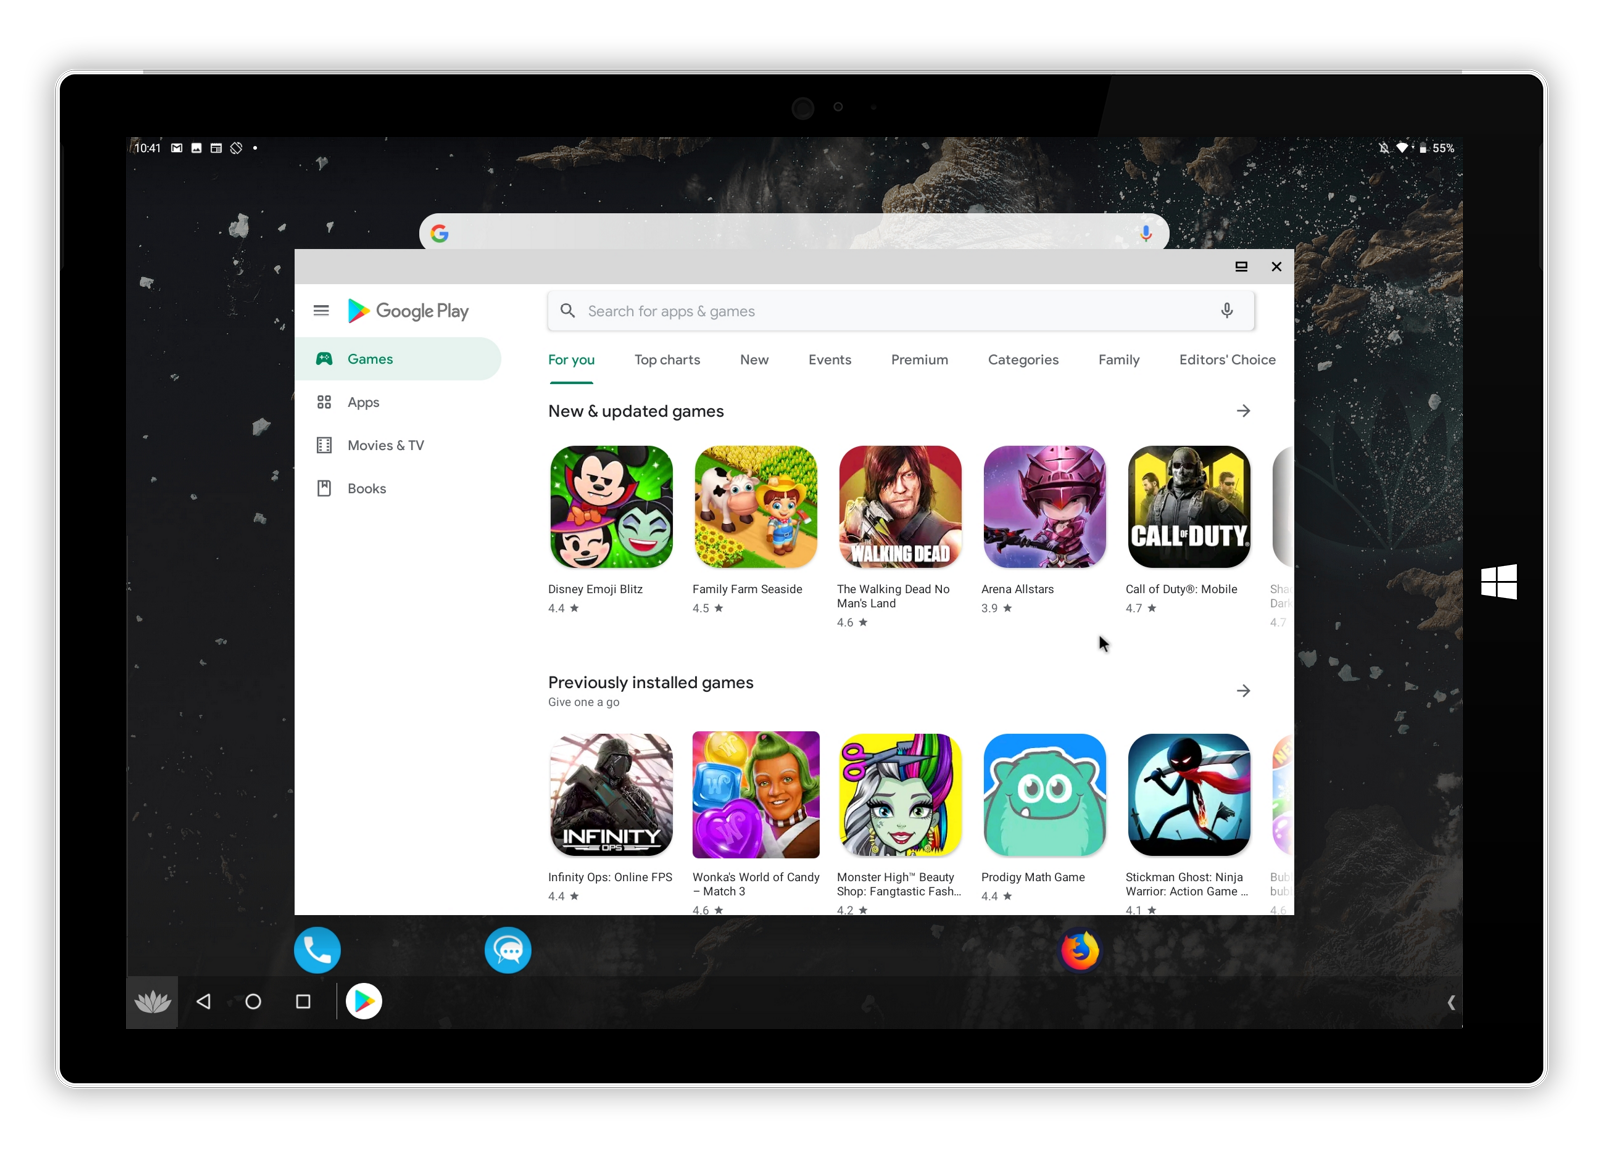 10:41
55%
Google Play
Search for apps & games
Games
Apps
Movies & TV
Books
For you
Top charts
New
Events
Premium
Categories
Family
Editors' Choice
New & updated games
WALKING DEAD
CALL OF DUTY
Disney Emoji Blitz
4.4 ★
Family Farm Seaside
4.5 ★
The Walking Dead No
Man's Land
4.6 ★
Arena Allstars
3.9 ★
Call of Duty®: Mobile
4.7 ★
Sha
Dar
4.7
Previously installed games
Give one a go
INFINITY
OPS
W
W
Infinity Ops: Online FPS
4.4 ★
Wonka's World of Candy
– Match 3
4.6 ★
Monster High™ Beauty
Shop: Fangtastic Fash...
4.2 ★
Prodigy Math Game
4.4 ★
Stickman Ghost: Ninja
Warrior: Action Game ...
4.1 ★
Bub
bub
4.6